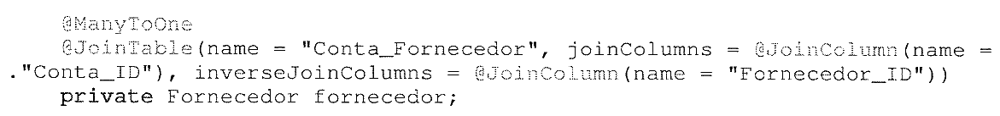 @ManyToOne
@JoinTable(name = "Conta_Fornecedor", joinColumns = @JoinColumn(name =
."Conta_ID"), inverseJoinColumns = @JoinColumn(name = "Fornecedor_ID"))
private Fornecedor fornecedor;